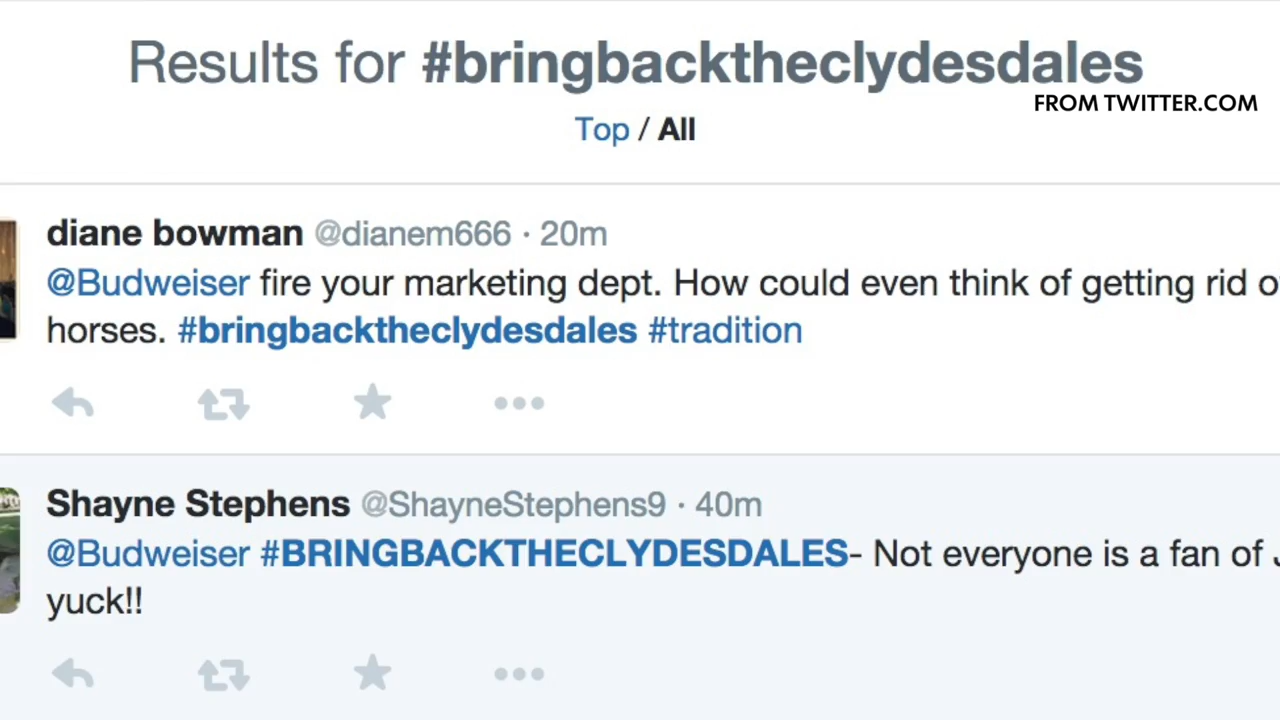 Results for #bringbacktheclydesdales
FROM TWITTER.COM
Top / All
diane bowman @dianem666 · 20m
@Budweiser fire your marketing dept. How could even think of getting rid
horses. #bringbacktheclydesdales #tradition
Shayne Stephens @ShayneStephens9 · 40m
@Budweiser #BRINGBACKTHECLYDESDALES- Not everyone is a fan of
yuck!!